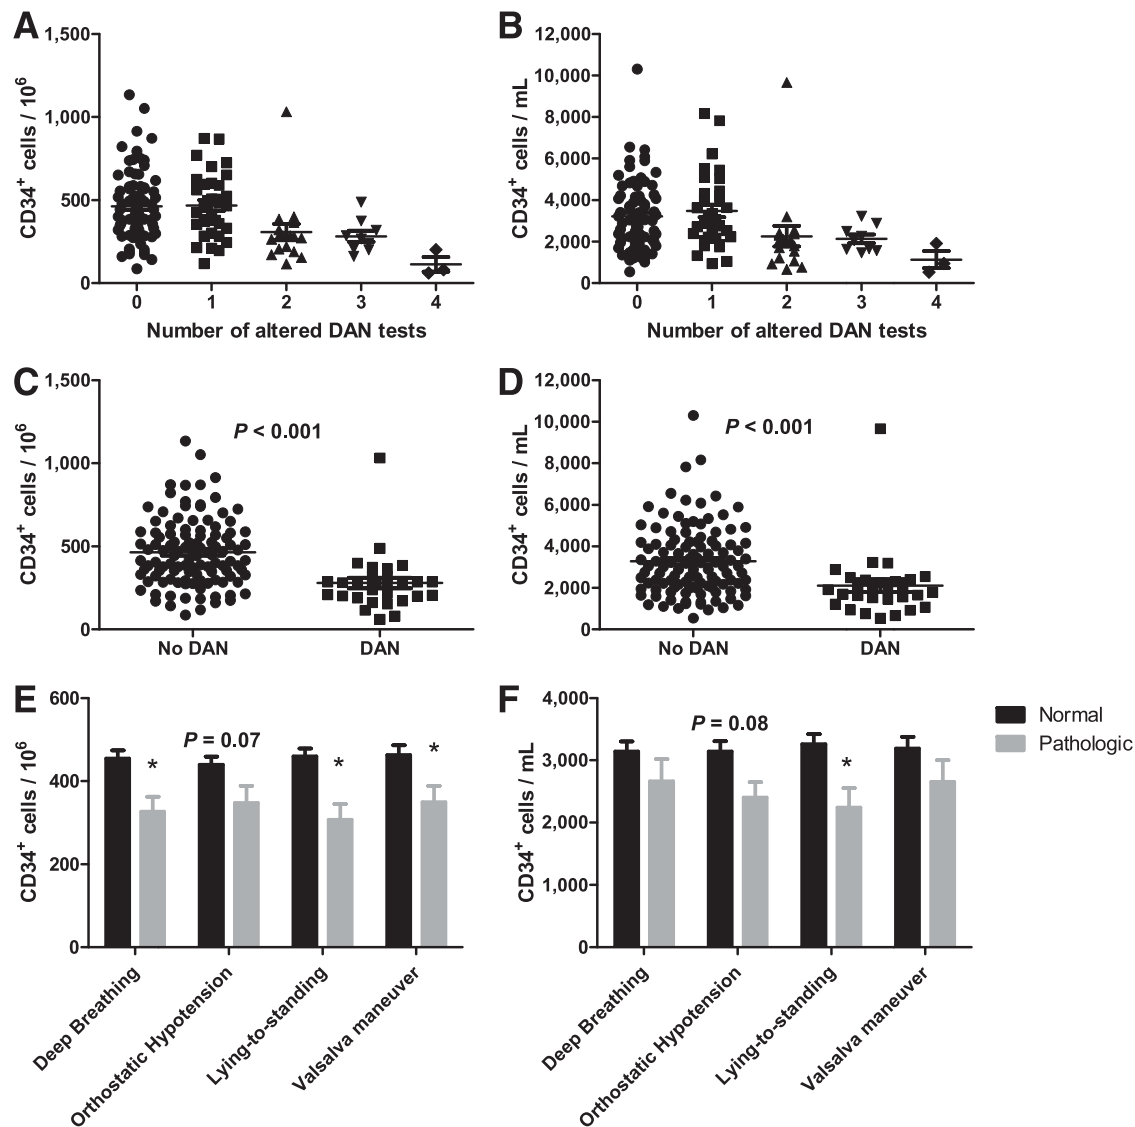 A
1,500
1,000
500
0
CD34+ cells / 10⁶
0 1 2 3 4
Number of altered DAN tests
B
12,000
10,000
8,000
6,000
4,000
2,000
0
CD34+ cells / mL
0 1 2 3 4
Number of altered DAN tests
C
1,500
1,000
500
0
CD34+ cells / 10⁶
P < 0.001
No DAN DAN
D
12,000
10,000
8,000
6,000
4,000
2,000
0
CD34+ cells / mL
P < 0.001
No DAN DAN
E
600
400
200
0
CD34+ cells / 10⁶
*
P = 0.07
*
*
Deep Breathing
Orthostatic Hypotension
Lying-to-standing
Valsalva maneuver
F
4,000
3,000
2,000
1,000
0
CD34+ cells / mL
P = 0.08
*
Deep Breathing
Orthostatic Hypotension
Lying-to-standing
Valsalva maneuver
Normal
Pathologic